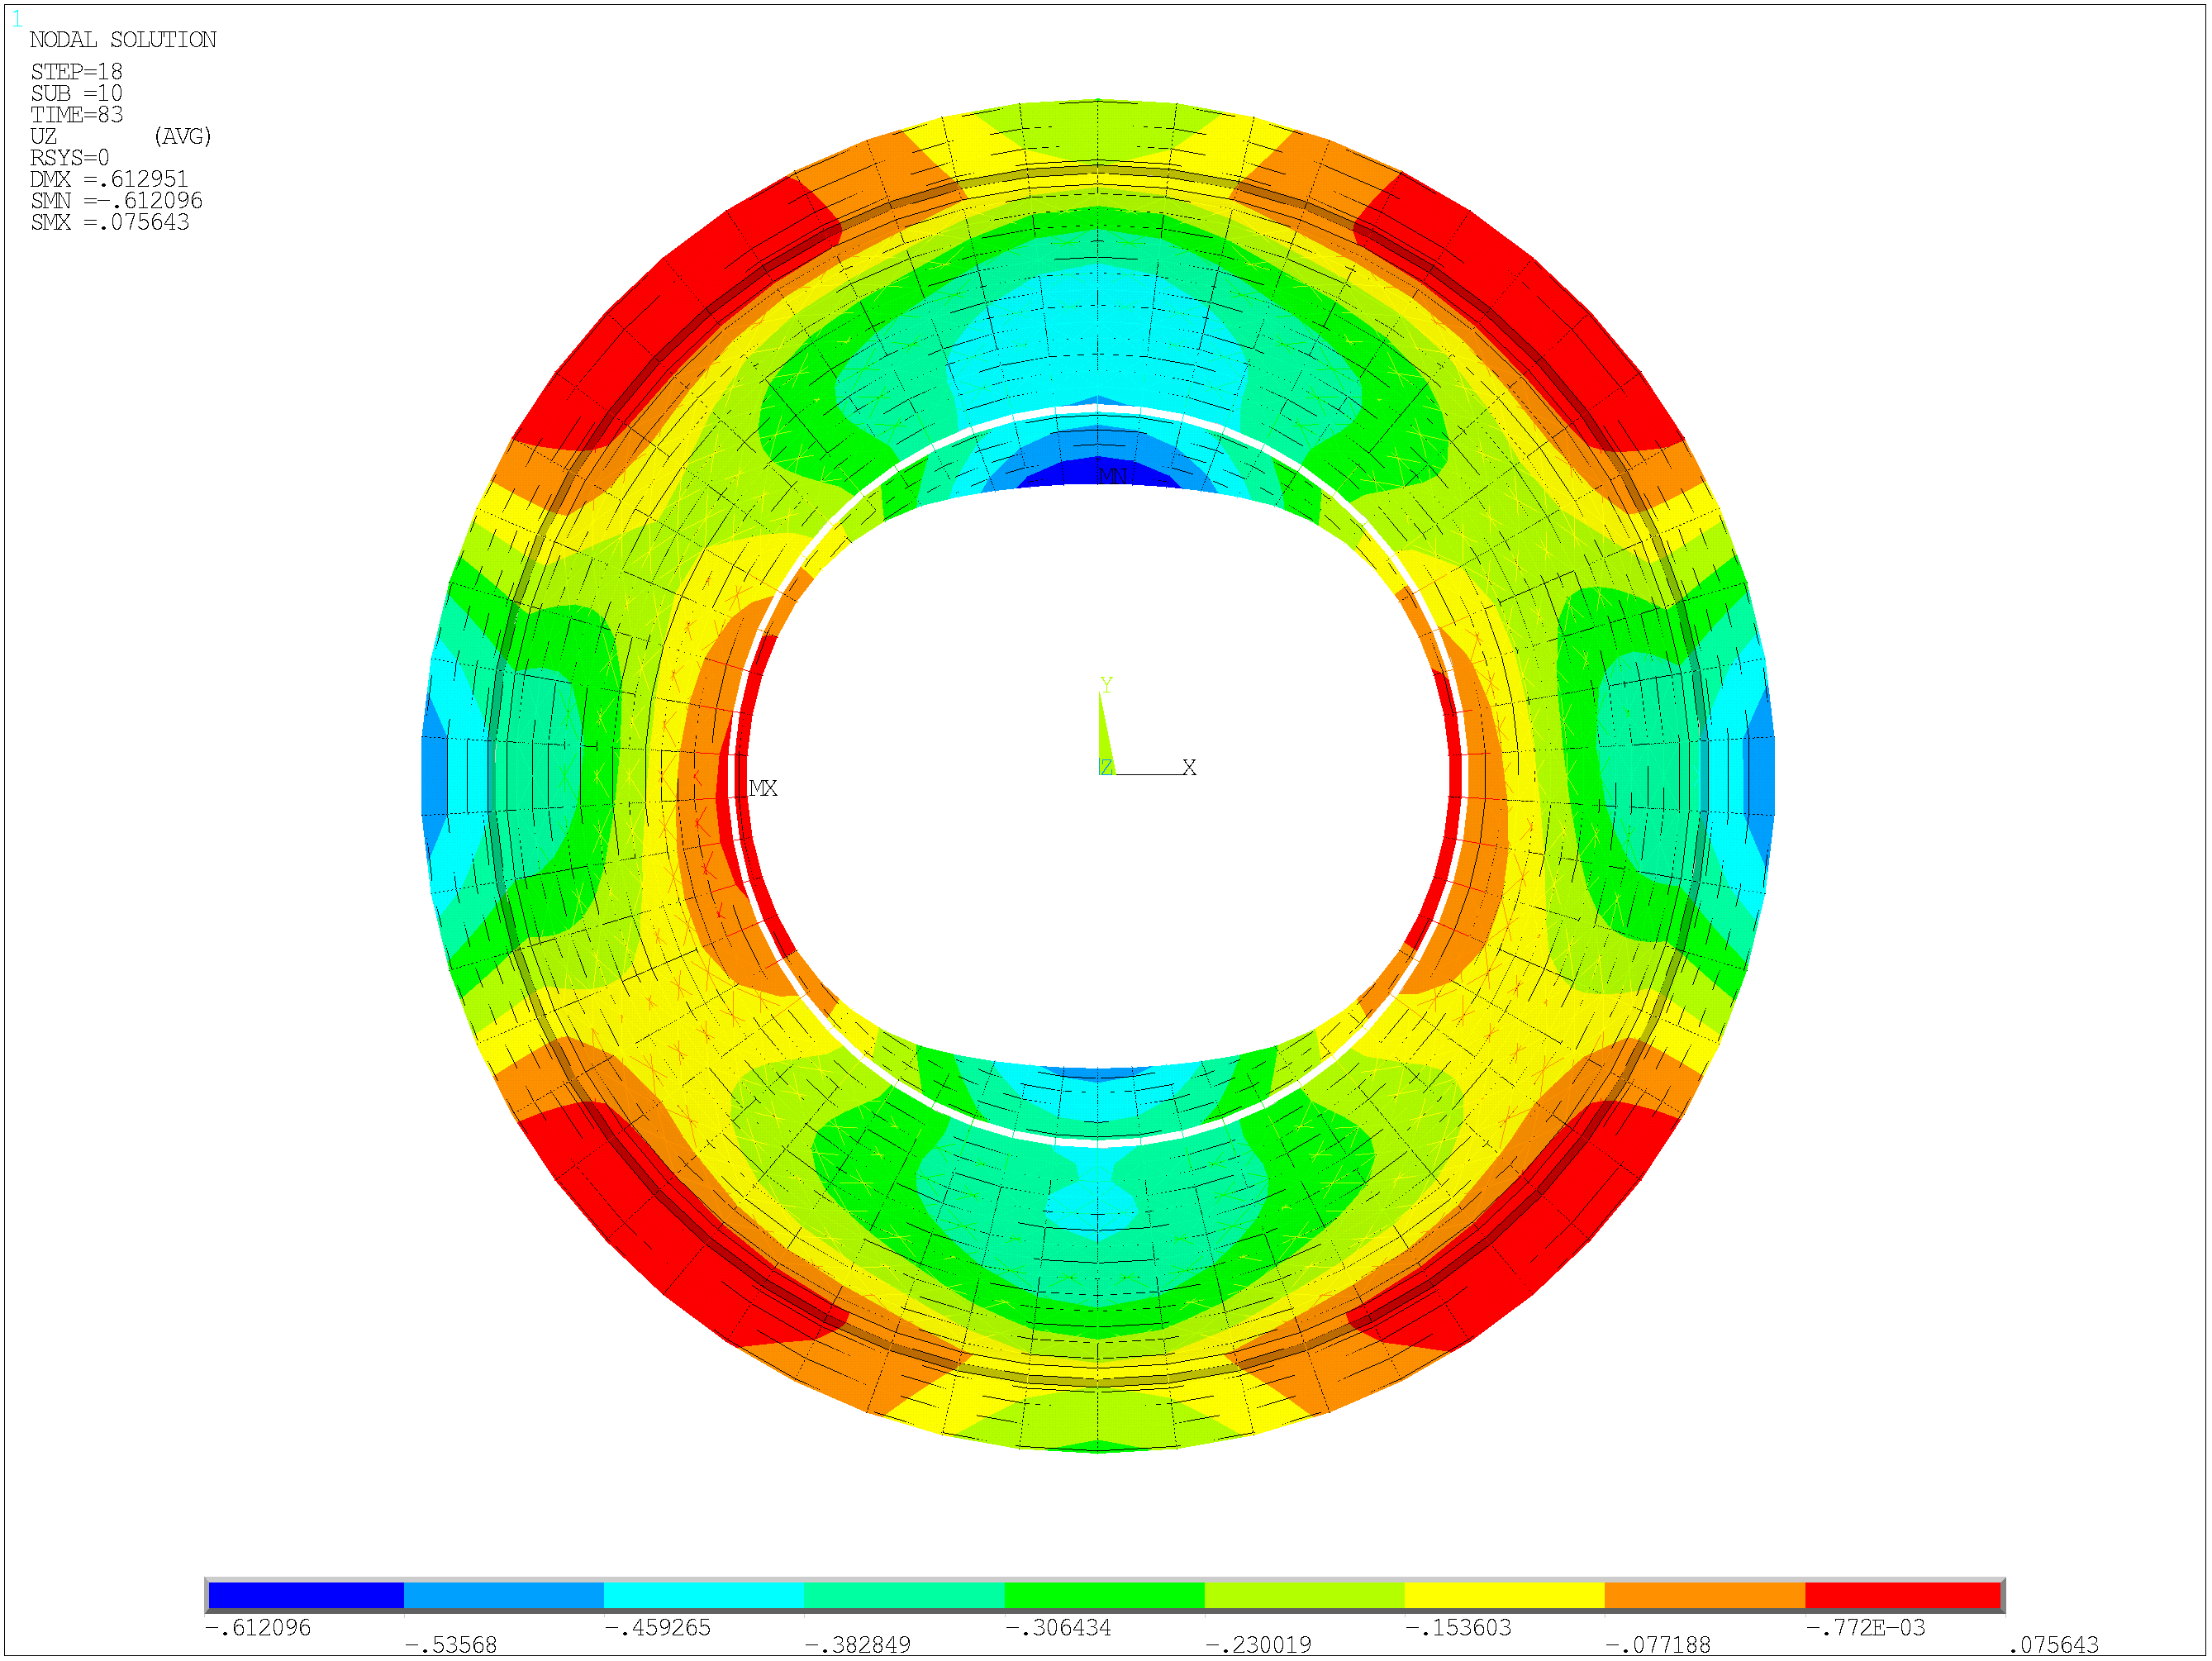 1
NODAL SOLUTION
STEP=18
SUB =10
TIME=83
UZ (AVG)
RSYS=0
DMX =.612951
SMN =-.612096
SMX =.075643
MN
Y
Z X
MX
-.612096 -.459265 -.306434 -.153603 -.772E-03
-.53568 -.382849 -.230019 -.077188 .075643